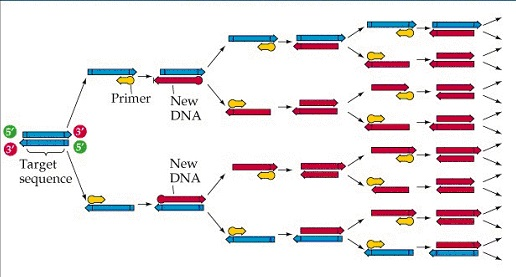 Primer
New
DNA
5' 3'
3' 5'
Target
sequence
New
DNA